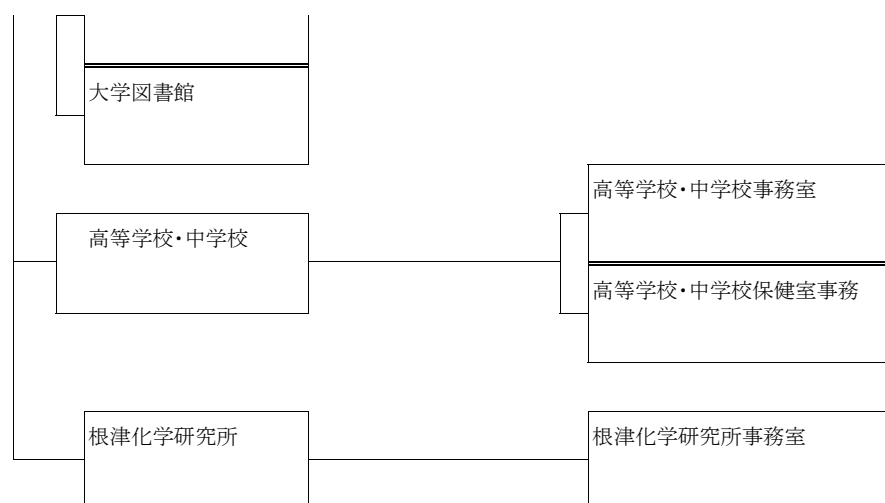 大学図書館
高等学校・中学校事務室
高等学校・中学校
高等学校・中学校保健室事務
根津化学研究所
根津化学研究所事務室